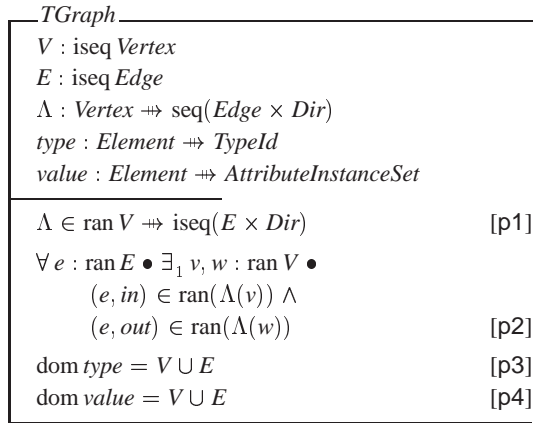 TGraph
V : iseq Vertex
E : iseq Edge
Λ : Vertex ⇻ seq(Edge × Dir)
type : Element ⇻ TypeId
value : Element ⇻ AttributeInstanceSet
Λ ∈ ran V ⇻ iseq(E × Dir) [p1]
∀ e : ran E • ∃₁ v, w : ran V •
(e, in) ∈ ran(Λ(v)) ∧
(e, out) ∈ ran(Λ(w)) [p2]
dom type = V ∪ E [p3]
dom value = V ∪ E [p4]